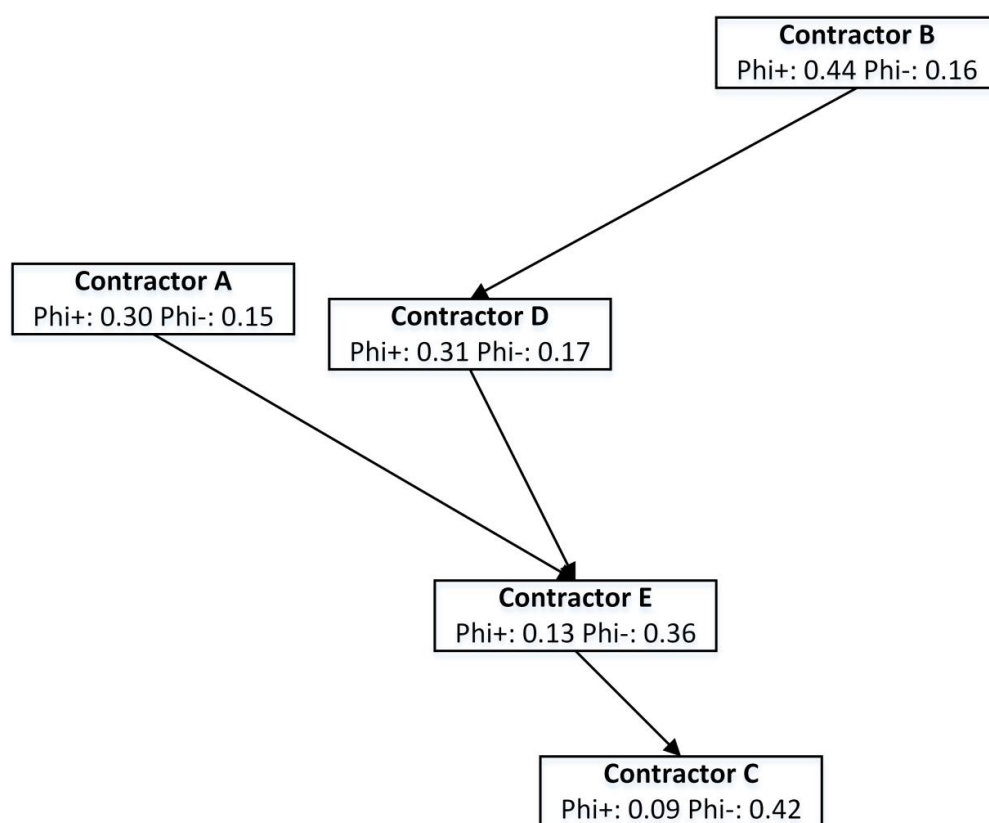 Contractor B
Phi+: 0.44 Phi-: 0.16
Contractor A
Phi+: 0.30 Phi-: 0.15
Contractor D
Phi+: 0.31 Phi-: 0.17
Contractor E
Phi+: 0.13 Phi-: 0.36
Contractor C
Phi+: 0.09 Phi-: 0.42